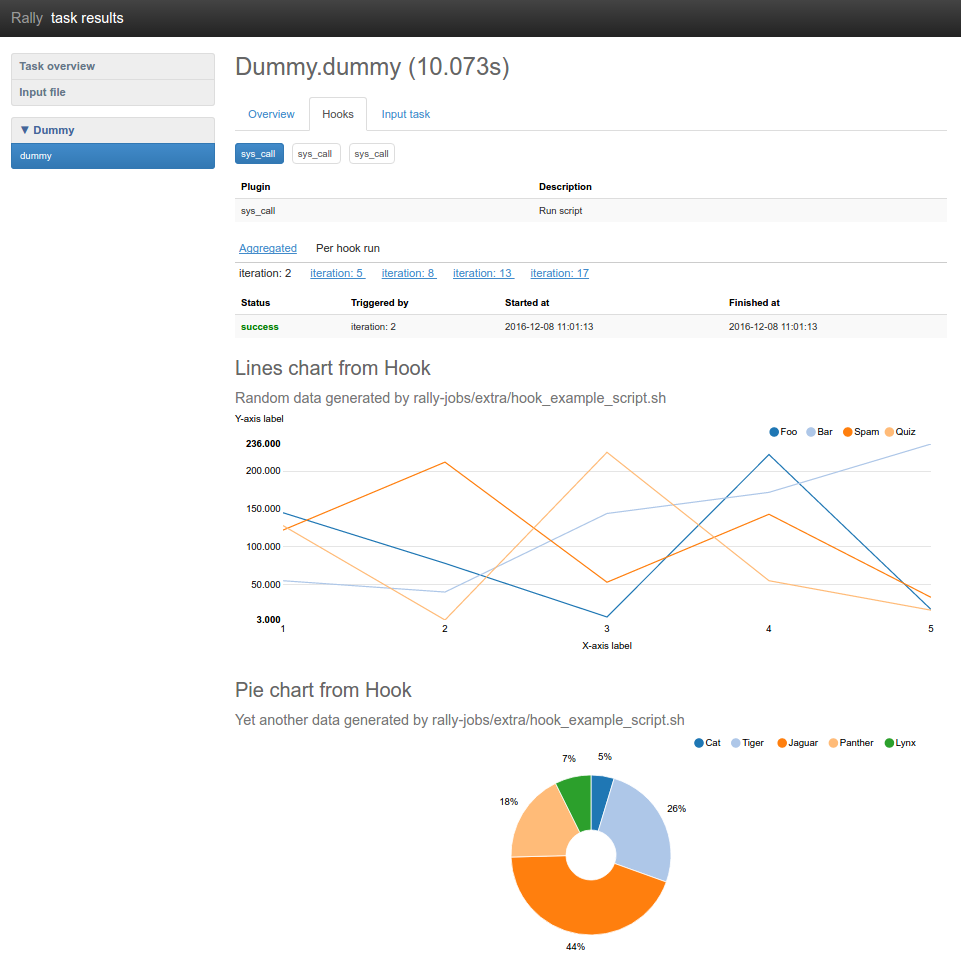 Rally task results
Task overview
Input file
▼ Dummy
dummy
Dummy.dummy (10.073s)
Overview Hooks Input task
sys_call sys_call sys_call
Plugin Description
sys_call Run script
Aggregated Per hook run
iteration: 2 iteration: 5 iteration: 8 iteration: 13 iteration: 17
Status Triggered by Started at Finished at
success iteration: 2 2016-12-08 11:01:13 2016-12-08 11:01:13
Lines chart from Hook
Random data generated by rally-jobs/extra/hook_example_script.sh
Y-axis label
Foo Bar Spam Quiz
236.000
200.000
150.000
100.000
50.000
3.000
1 2 3 4 5
X-axis label
Pie chart from Hook
Yet another data generated by rally-jobs/extra/hook_example_script.sh
Cat Tiger Jaguar Panther Lynx
7% 5%
18% 26%
44%